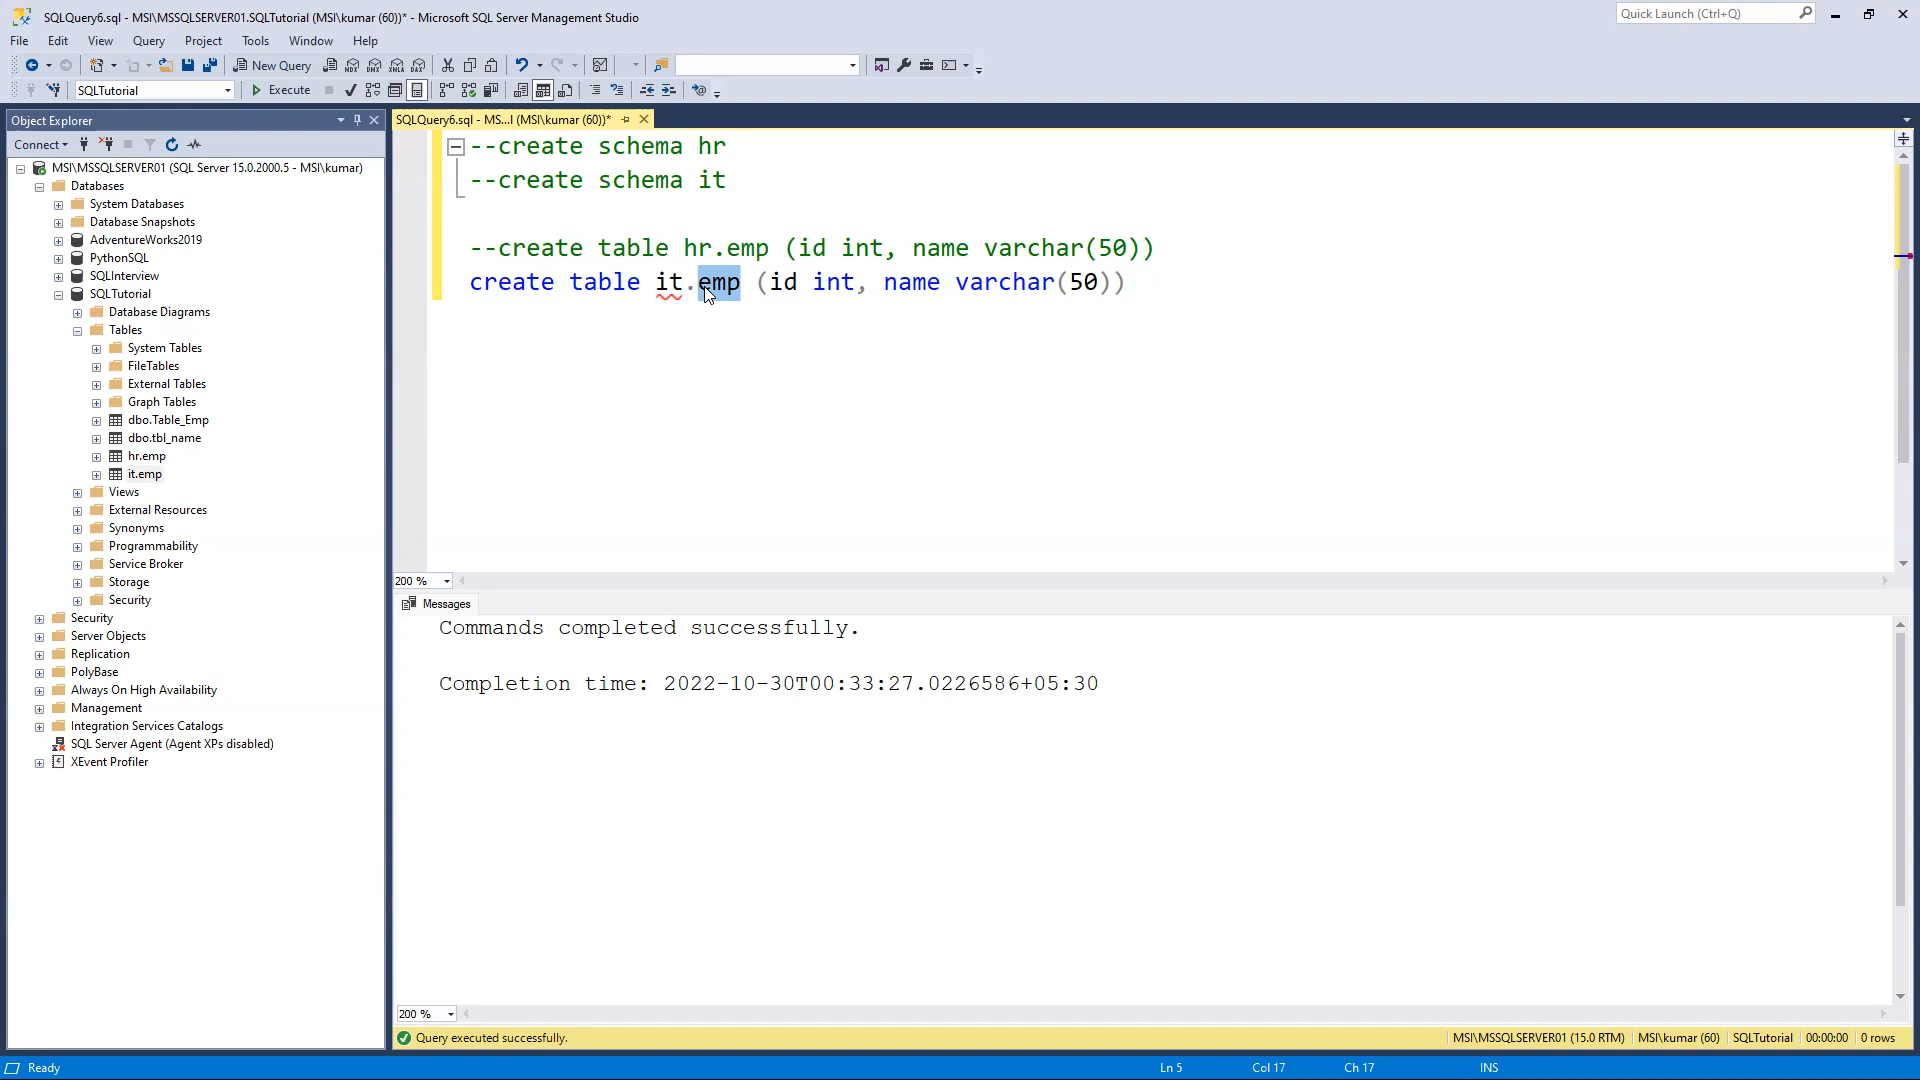 SQLQuery6.sql - MSI\MSSQLSERVER01.SQLTutorial (MSI\kumar (60))* - Microsoft SQL Server Management Studio
Quick Launch (Ctrl+Q)
File Edit View Query Project Tools Window Help
New Query
SQLTutorial
Execute
Object Explorer
SQLQuery6.sql - MS...l (MSI\kumar (60))*
Connect
MSI\MSSQLSERVER01 (SQL Server 15.0.2000.5 - MSI\kumar)
Databases
System Databases
Database Snapshots
AdventureWorks2019
PythonSQL
SQLInterview
SQLTutorial
Database Diagrams
Tables
System Tables
FileTables
External Tables
Graph Tables
dbo.Table_Emp
dbo.tbl_name
hr.emp
it.emp
Views
External Resources
Synonyms
Programmability
Service Broker
Storage
Security
Security
Server Objects
Replication
PolyBase
Always On High Availability
Management
Integration Services Catalogs
SQL Server Agent (Agent XPs disabled)
XEvent Profiler
--create schema hr
--create schema it
--create table hr.emp (id int, name varchar(50))
create table it.emp (id int, name varchar(50))
200 %
Messages
Commands completed successfully.
Completion time: 2022-10-30T00:33:27.0226586+05:30
200 %
Query executed successfully.
MSI\MSSQLSERVER01 (15.0 RTM) MSI\kumar (60) SQLTutorial 00:00:00 0 rows
Ready
Ln 5 Col 17 Ch 17 INS